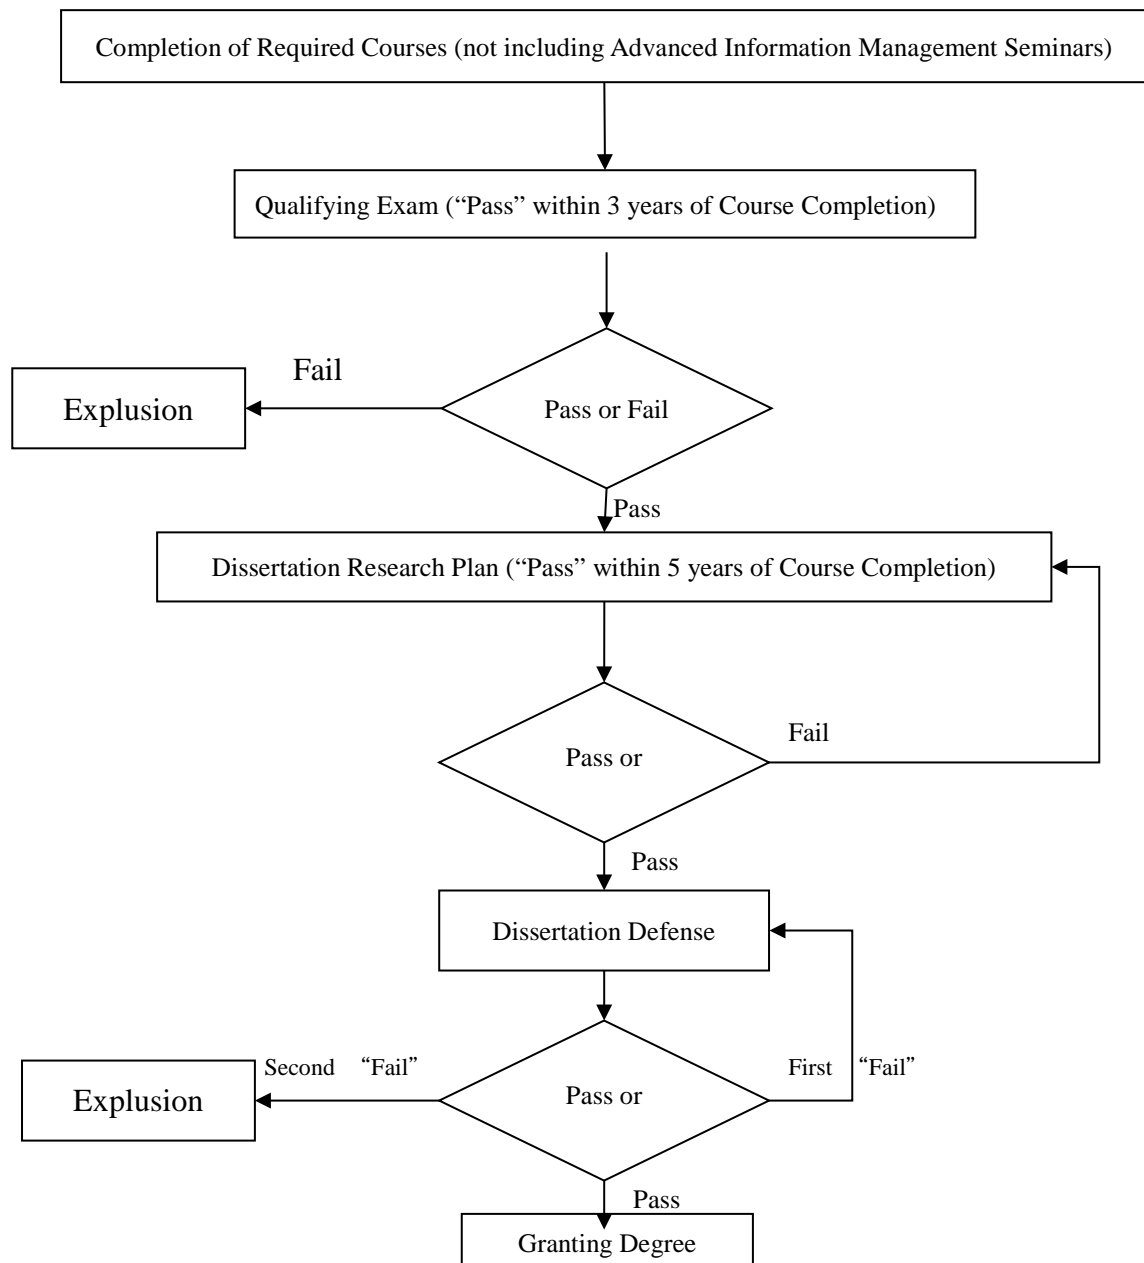 Completion of Required Courses (not including Advanced Information Management Seminars)
Qualifying Exam (“Pass” within 3 years of Course Completion)
Fail
Explusion
Pass or Fail
Pass
Dissertation Research Plan (“Pass” within 5 years of Course Completion)
Fail
Pass or
Pass
Dissertation Defense
Second “Fail”
First “Fail”
Explusion
Pass or
Pass
Granting Degree